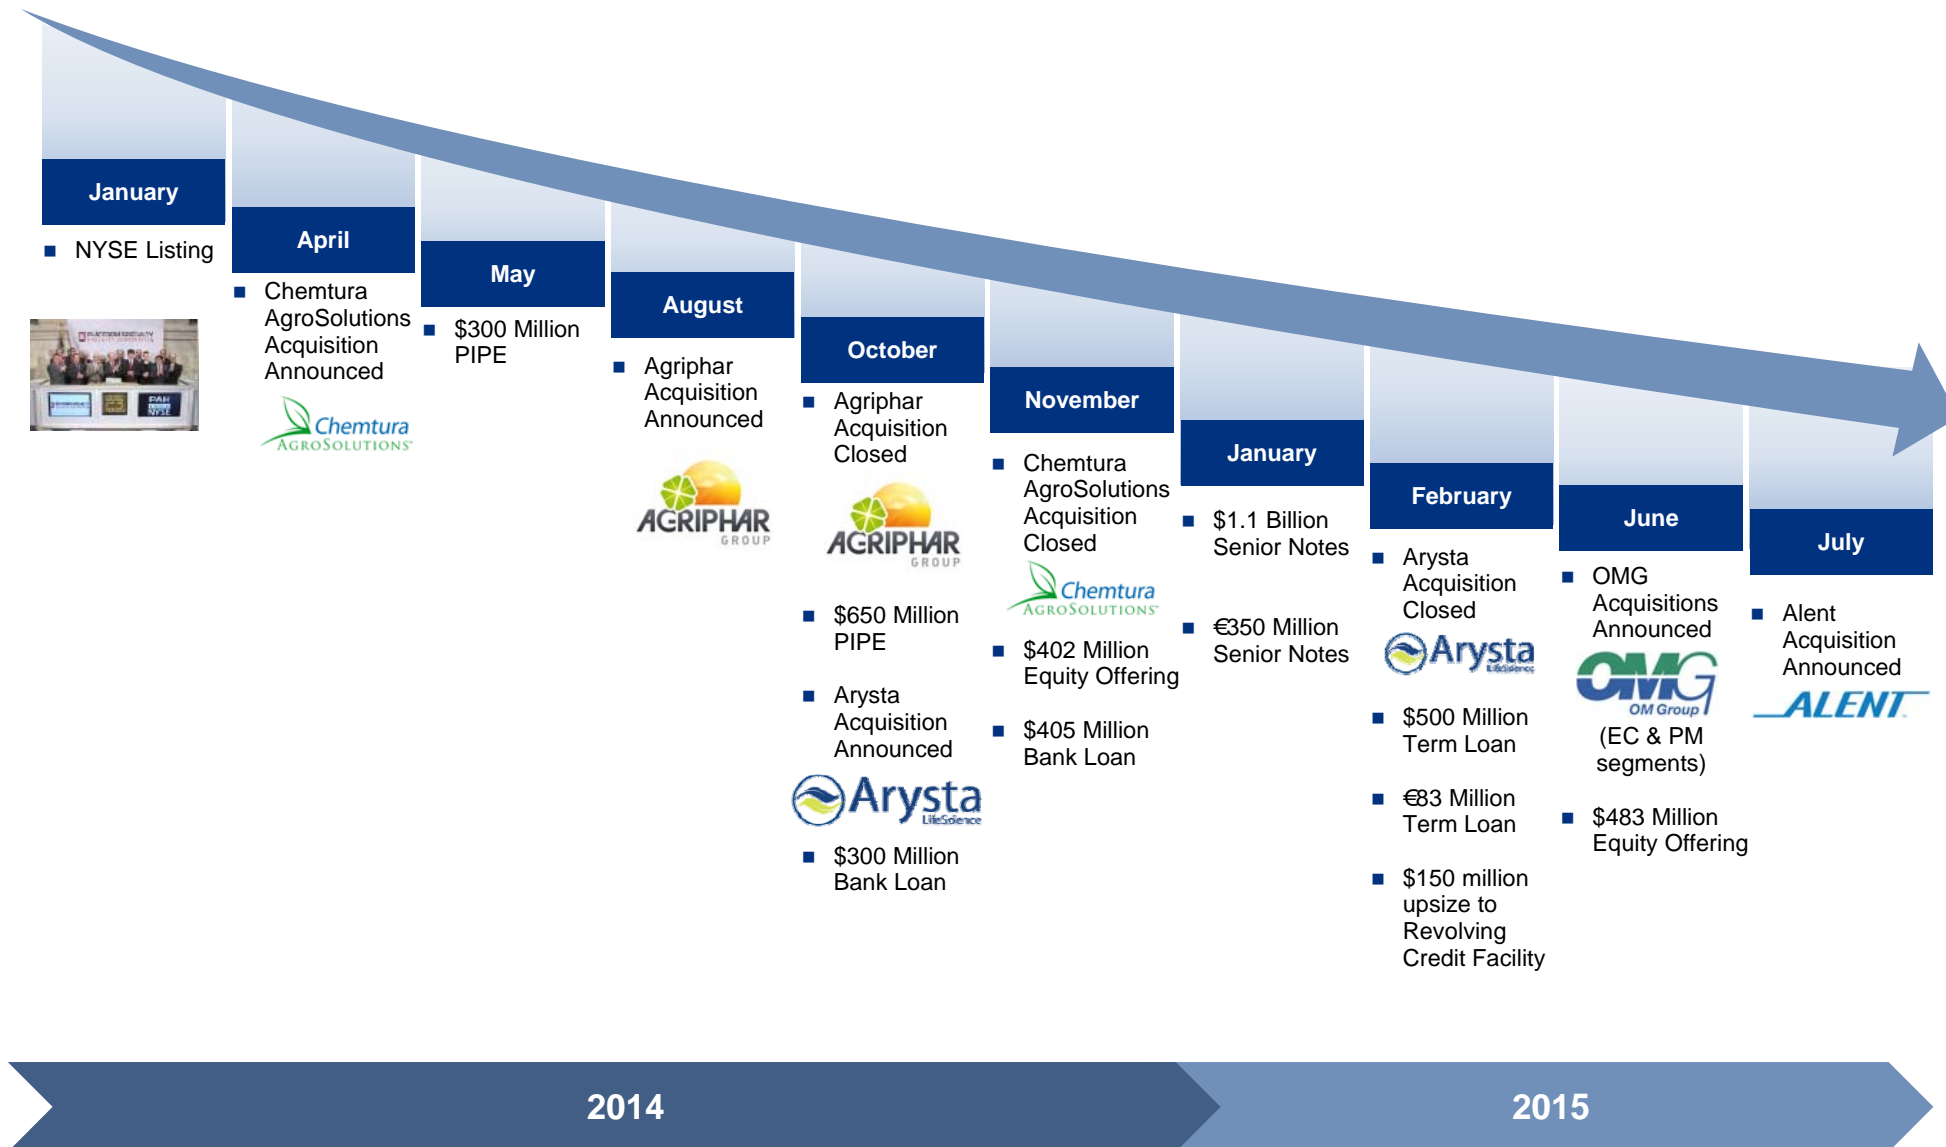 January
NYSE Listing
PLATFORM SPECIALTY
PAH
NYSE
April
Chemtura
AgroSolutions
Acquisition
Announced
Chemtura
AGROSOLUTIONS
May
$300 Million
PIPE
August
Agriphar
Acquisition
Announced
AGRIPHAR
GROUP
October
Agriphar
Acquisition
Closed
AGRIPHAR
GROUP
$650 Million
PIPE
Arysta
Acquisition
Announced
Arysta
LifeScience
$300 Million
Bank Loan
November
Chemtura
AgroSolutions
Acquisition
Closed
Chemtura
AGROSOLUTIONS
$402 Million
Equity Offering
$405 Million
Bank Loan
January
$1.1 Billion
Senior Notes
€350 Million
Senior Notes
February
Arysta
Acquisition
Closed
Arysta
LifeScience
$500 Million
Term Loan
€83 Million
Term Loan
$150 million
upsize to
Revolving
Credit Facility
June
OMG
Acquisitions
Announced
OMG
OM Group
(EC & PM
segments)
$483 Million
Equity Offering
July
Alent
Acquisition
Announced
ALENT
2014
2015